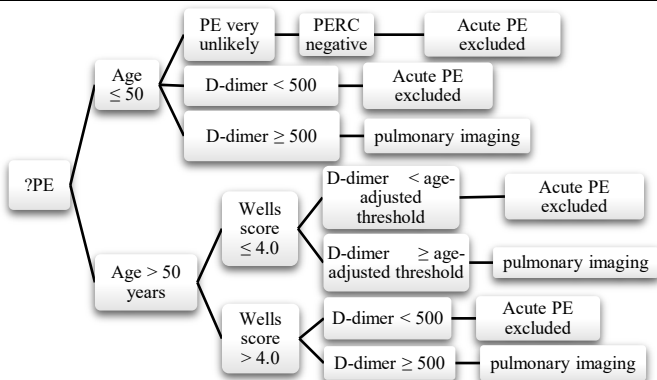 PE very
unlikely
PERC
negative
Acute PE
excluded
Age
≤ 50
D-dimer < 500
Acute PE
excluded
D-dimer ≥ 500
pulmonary imaging
?PE
Wells
score
≤ 4.0
D-dimer < age-
adjusted
threshold
Acute PE
excluded
D-dimer ≥ age-
adjusted threshold
pulmonary imaging
Age > 50
years
Wells
score
> 4.0
D-dimer < 500
Acute PE
excluded
D-dimer ≥ 500
pulmonary imaging